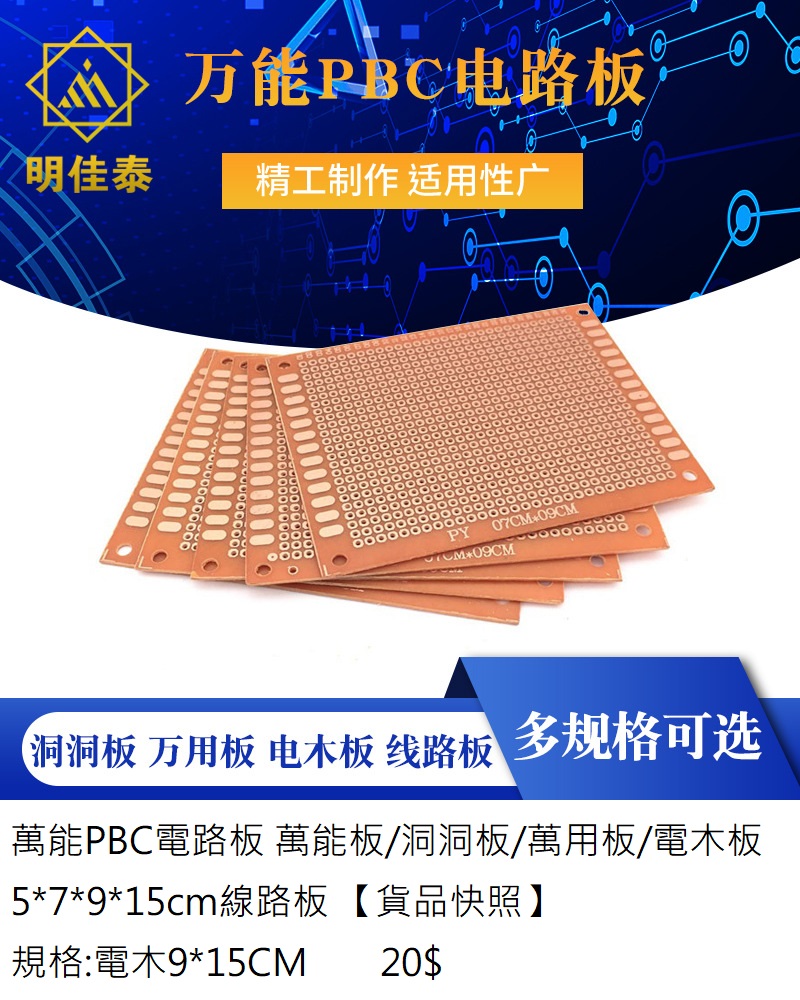 万能PBC电路板
明佳泰
精工制作 适用性广
PY 07CM*09CM
07CM*09CM
洞洞板 万用板 电木板 线路板
多规格可选
萬能PBC電路板 萬能板/洞洞板/萬用板/電木板
5*7*9*15cm線路板 【貨品快照】
規格:電木9*15CM 20$